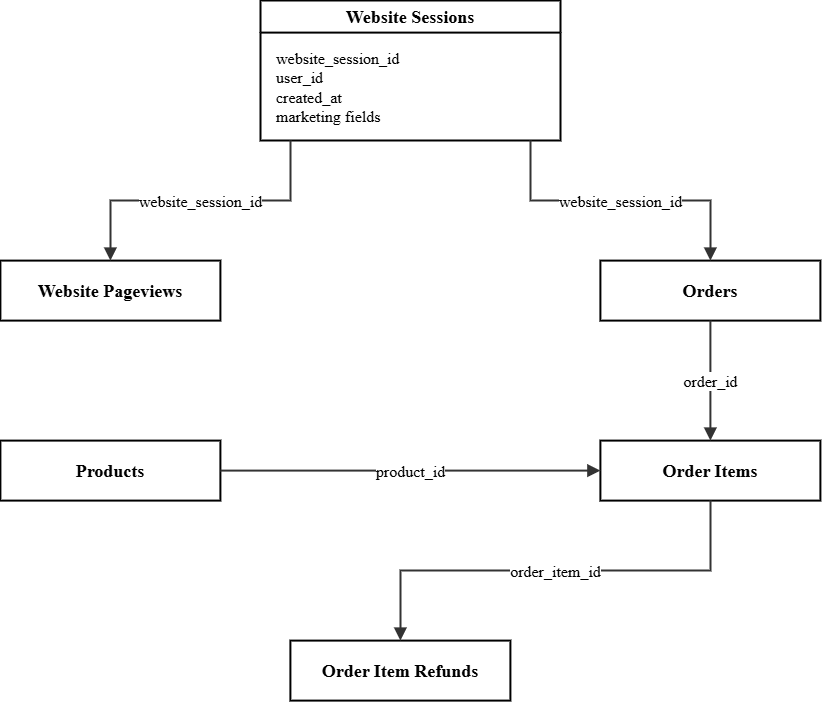 Website Sessions
website_session_id
user_id
created_at
marketing fields
website_session_id
website_session_id
Website Pageviews
Orders
order_id
Products
product_id
Order Items
order_item_id
Order Item Refunds